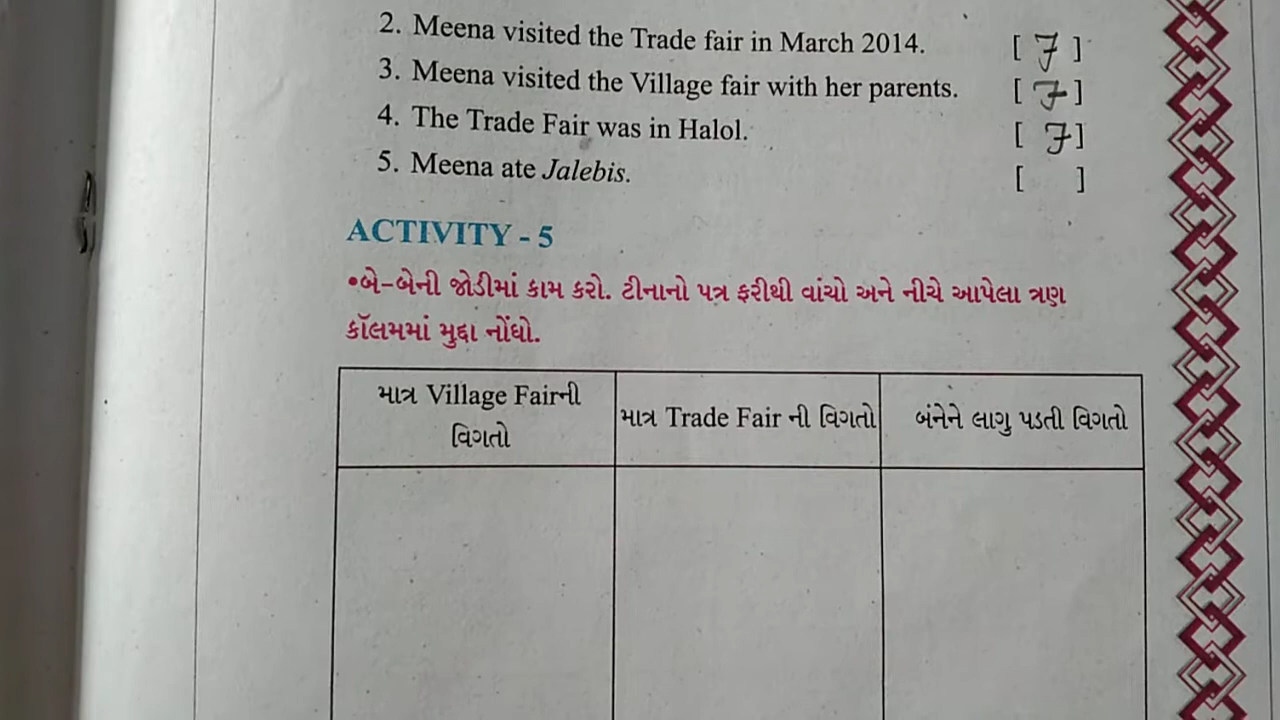 2. Meena visited the Trade fair in March 2014. [ F ]
3. Meena visited the Village fair with her parents. [ F ]
4. The Trade Fair was in Halol. [ F ]
5. Meena ate Jalebis. [ ]
ACTIVITY - 5
•બે-બેની જોડીમાં કામ કરો. ટીનાનો પત્ર ફરીથી વાંચો અને નીચે આપેલા ત્રણ
કૉલમમાં મુદ્દા નોંધો.
માત્ર Village Fairની
વિગતો
માત્ર Trade Fair ની વિગતો
બંનેને લાગુ પડતી વિગતો